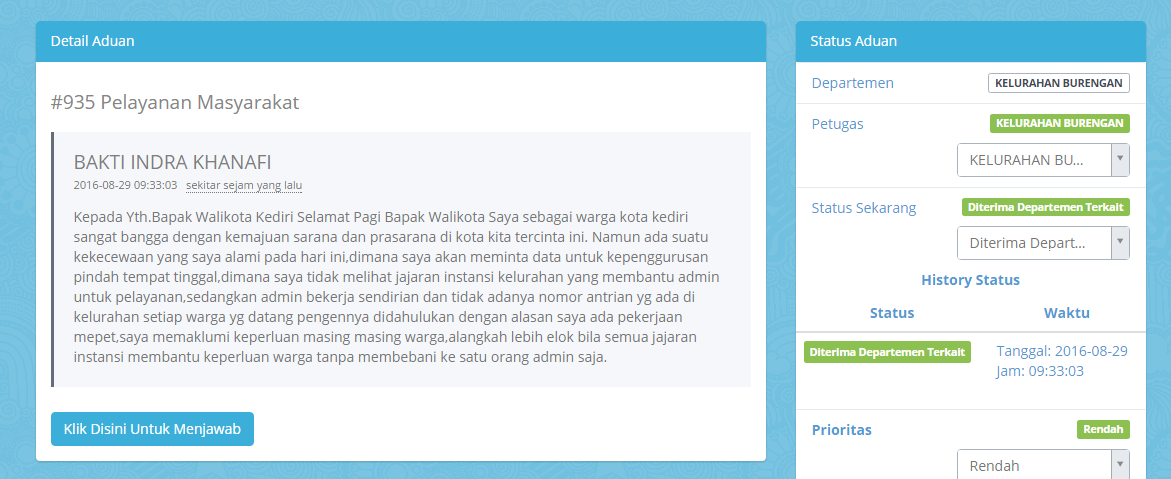 Detail Aduan
#935 Pelayanan Masyarakat
BAKTI INDRA KHANAFI
2016-08-29 09:33:03 sekitar sejam yang lalu
Kepada Yth.Bapak Walikota Kediri Selamat Pagi Bapak Walikota Saya sebagai warga kota kediri
sangat bangga dengan kemajuan sarana dan prasarana di kota kita tercinta ini. Namun ada suatu
kekecewaan yang saya alami pada hari ini,dimana saya akan meminta data untuk kepenggurusan
pindah tempat tinggal,dimana saya tidak melihat jajaran instansi kelurahan yang membantu admin
untuk pelayanan,sedangkan admin bekerja sendirian dan tidak adanya nomor antrian yg ada di
kelurahan setiap warga yg datang pengennya didahulukan dengan alasan saya ada pekerjaan
mepet,saya memaklumi keperluan masing masing warga,alangkah lebih elok bila semua jajaran
instansi membantu keperluan warga tanpa membebani ke satu orang admin saja.
Klik Disini Untuk Menjawab
Status Aduan
Departemen KELURAHAN BURENGAN
Petugas KELURAHAN BURENGAN
KELURAHAN BU...
Status Sekarang Diterima Departemen Terkait
Diterima Depart...
History Status
Status Waktu
Diterima Departemen Terkait Tanggal: 2016-08-29
Jam: 09:33:03
Prioritas Rendah
Rendah